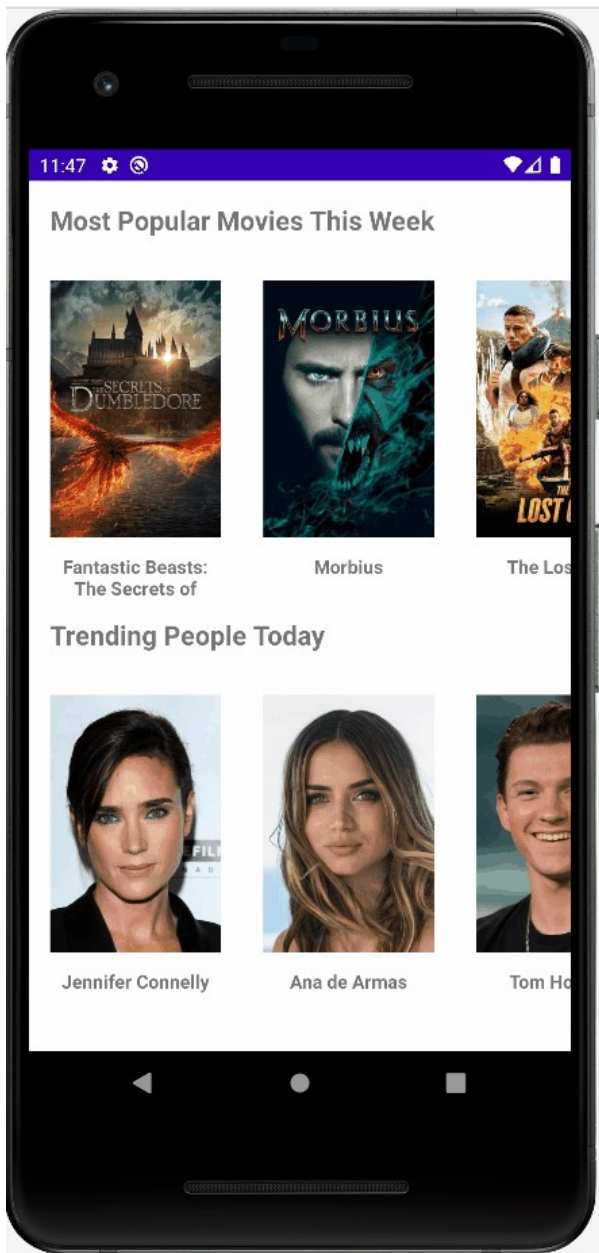 11:47
Most Popular Movies This Week
THE SECRETS OF
DUMBLEDORE
MORBIUS
THE
LOST
Fantastic Beasts:
The Secrets of
Morbius
The Los
Trending People Today
FILM
Jennifer Connelly
Ana de Armas
Tom Ho